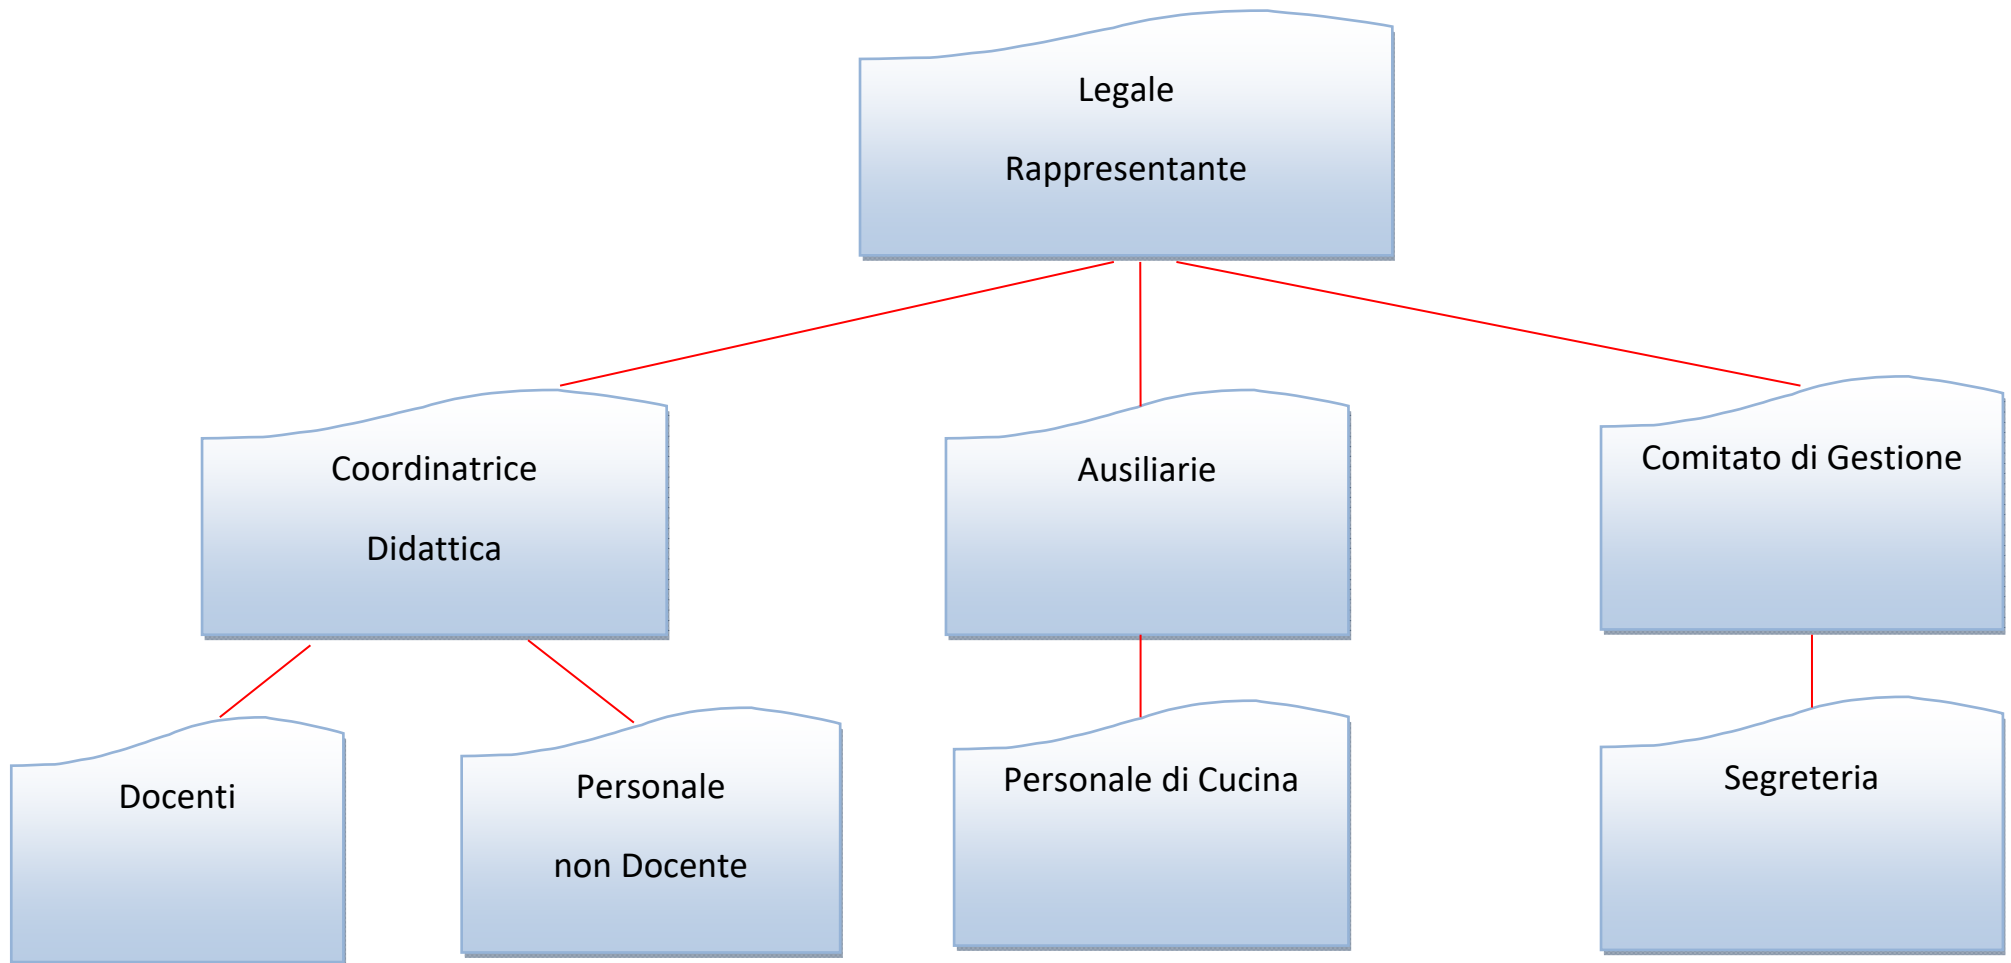 Legale
Rappresentante
Coordinatrice
Didattica
Ausiliarie
Comitato di Gestione
Docenti
Personale
non Docente
Personale di Cucina
Segreteria